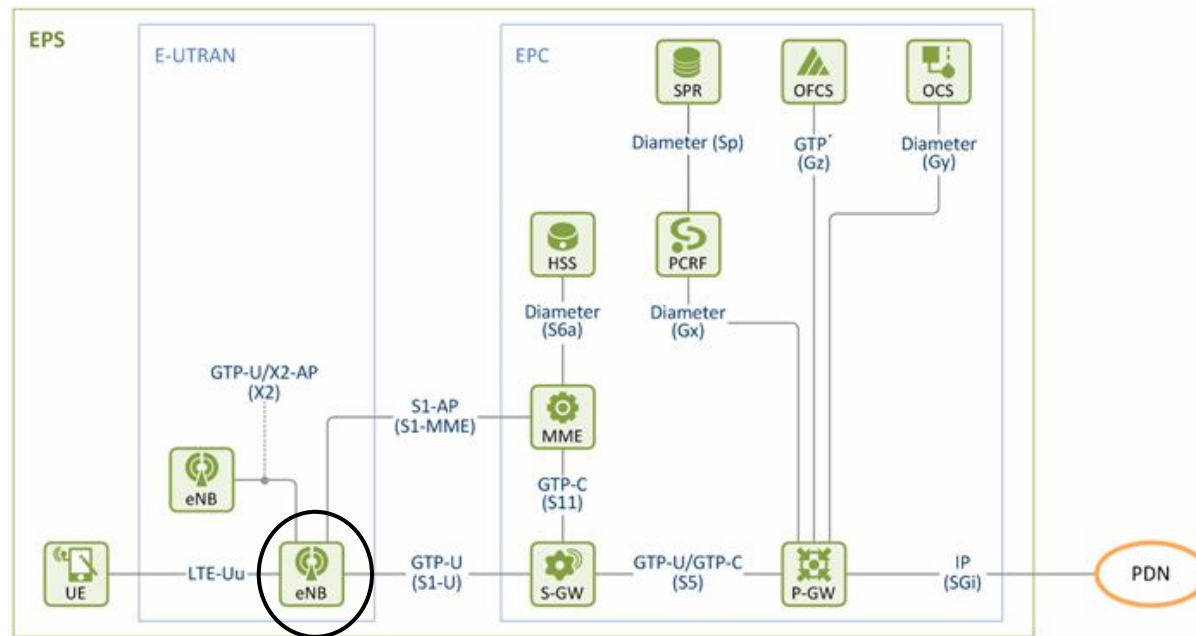 EPS
E-UTRAN
EPC
SPR
OFCS
OCS
Diameter (Sp)
GTP'
(Gz)
Diameter
(Gy)
HSS
PCRF
Diameter
(S6a)
Diameter
(Gx)
GTP-U/X2-AP
(X2)
S1-AP
(S1-MME)
MME
eNB
GTP-C
(S11)
UE
LTE-Uu
eNB
GTP-U
(S1-U)
S-GW
GTP-U/GTP-C
(S5)
P-GW
IP
(SGi)
PDN